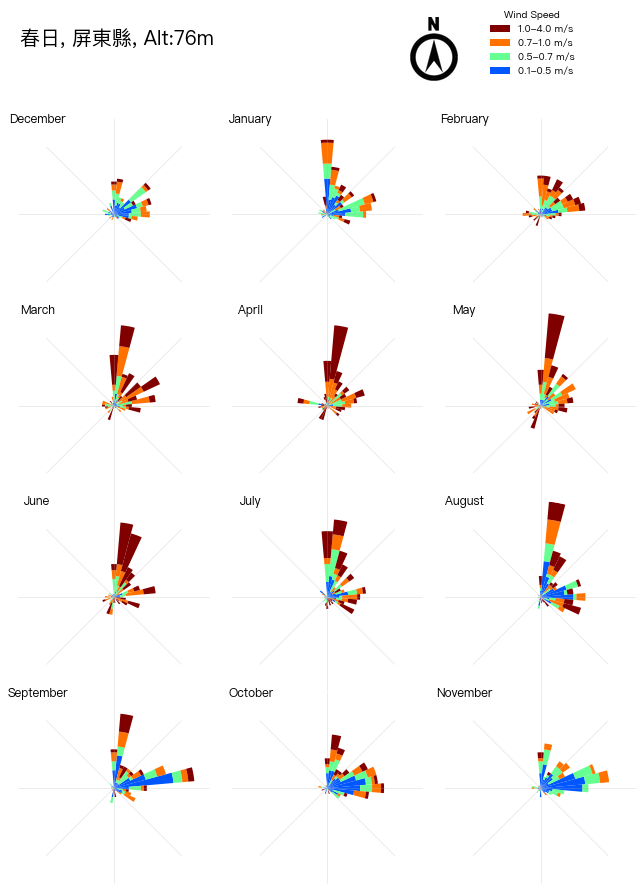 春日, 屏東縣, Alt:76m
N
Wind Speed
1.0–4.0 m/s
0.7–1.0 m/s
0.5–0.7 m/s
0.1–0.5 m/s
December
January
February
March
April
May
June
July
August
September
October
November